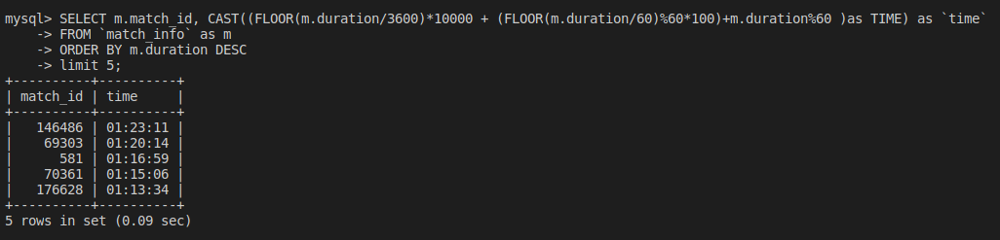 mysql> SELECT m.match_id, CAST((FLOOR(m.duration/3600)*10000 + (FLOOR(m.duration/60)%60*100)+m.duration%60 )as TIME) as `time`
    -> FROM `match_info` as m
    -> ORDER BY m.duration DESC
    -> limit 5;
+----------+----------+
| match_id | time     |
+----------+----------+
|   146486 | 01:23:11 |
|    69303 | 01:20:14 |
|      581 | 01:16:59 |
|    70361 | 01:15:06 |
|   176628 | 01:13:34 |
+----------+----------+
5 rows in set (0.09 sec)